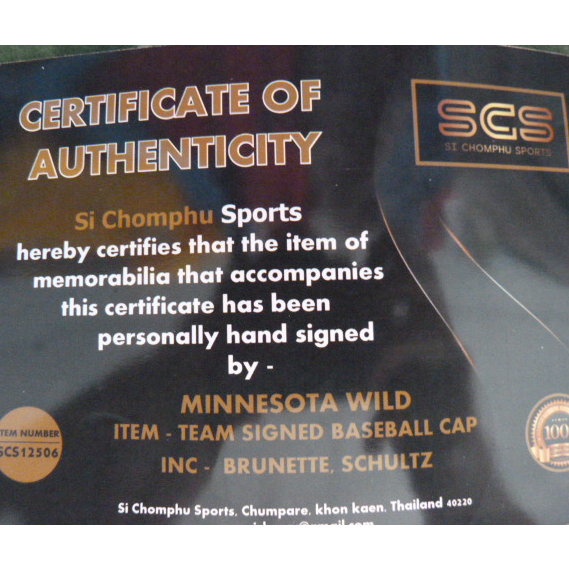 CERTIFICATE OF
AUTHENTICITY
SCS
SI CHOMPHU SPORTS
Si Chomphu Sports
hereby certifies that the item of
memorabilia that accompanies
this certificate has been
personally hand signed
by -
MINNESOTA WILD
ITEM - TEAM SIGNED BASEBALL CAP
INC - BRUNETTE, SCHULTZ
ITEM NUMBER
SCS12506
100
Si Chomphu Sports, Chumpare, khon kaen, Thailand 40220